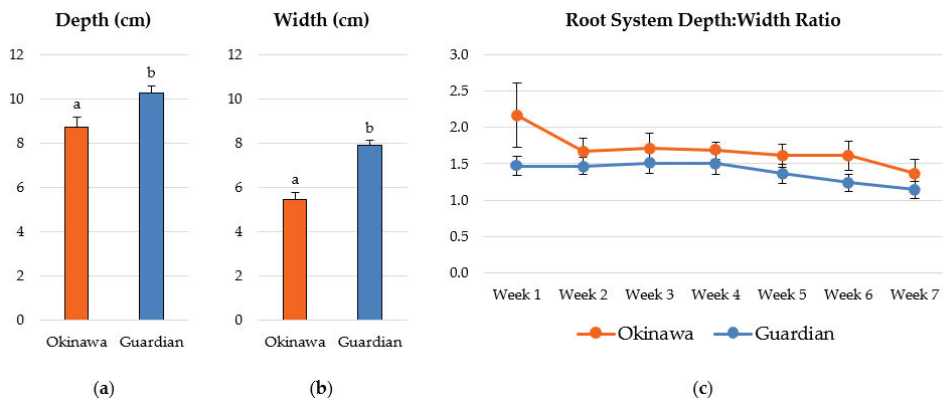 Depth (cm)
12
10
8
6
4
2
0
a
b
Okinawa Guardian
(a)
Width (cm)
12
10
8
6
4
2
0
a
b
Okinawa Guardian
(b)
Root System Depth:Width Ratio
3.0
2.5
2.0
1.5
1.0
0.5
0.0
Week 1 Week 2 Week 3 Week 4 Week 5 Week 6 Week 7
Okinawa Guardian
(c)